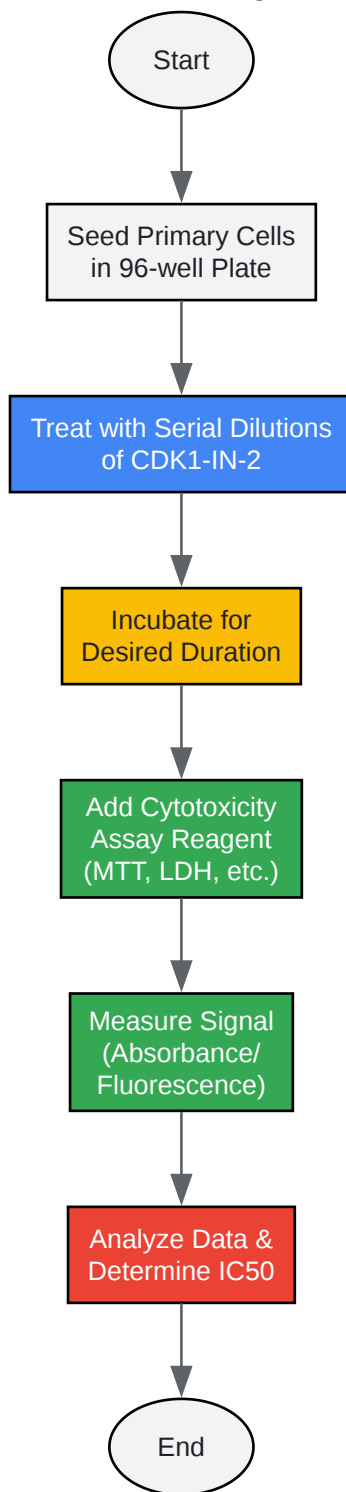 Start
Seed Primary Cells
in 96-well Plate
Treat with Serial Dilutions
of CDK1-IN-2
Incubate for
Desired Duration
Add Cytotoxicity
Assay Reagent
(MTT, LDH, etc.)
Measure Signal
(Absorbance/
Fluorescence)
Analyze Data &
Determine IC50
End